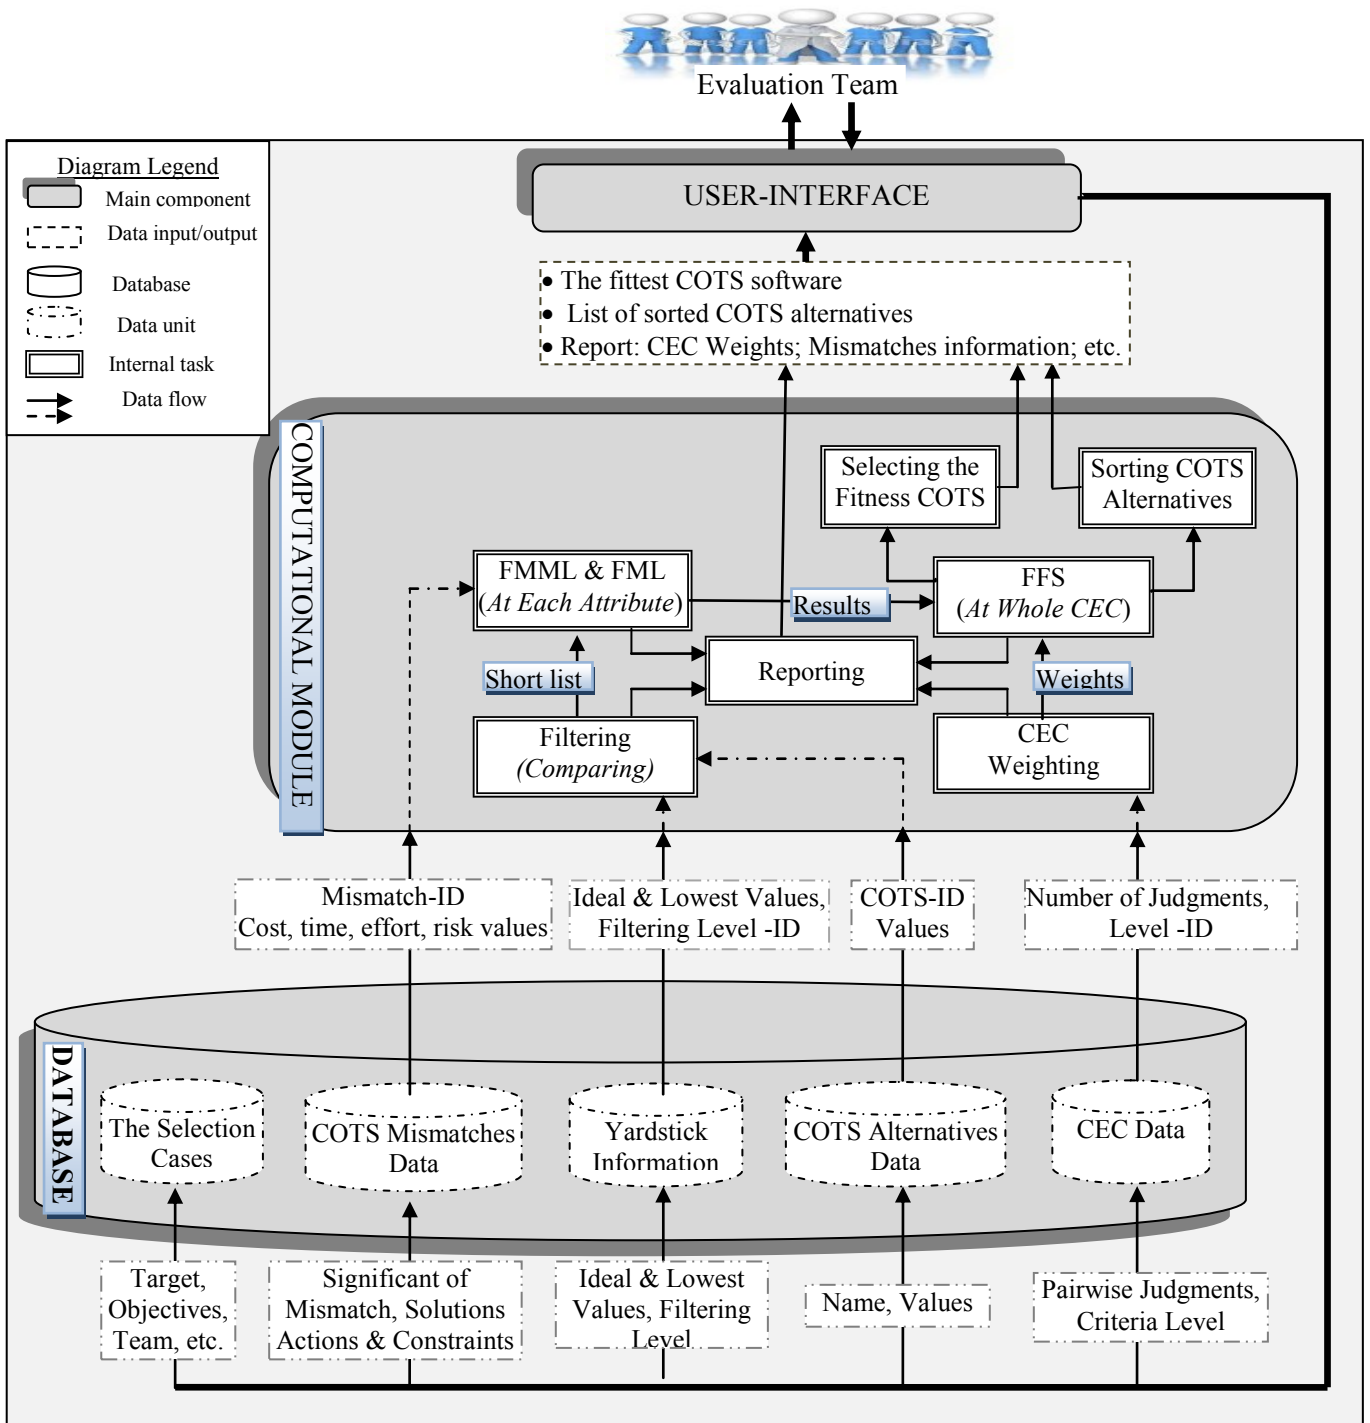 Evaluation Team
Diagram Legend
Main component
Data input/output
Database
Data unit
Internal task
Data flow
USER-INTERFACE
• The fittest COTS software
• List of sorted COTS alternatives
• Report: CEC Weights; Mismatches information; etc.
COMPUTATIONAL MODULE
Selecting the
Fitness COTS
Sorting COTS
Alternatives
FMML & FML
(At Each Attribute)
Results
FFS
(At Whole CEC)
Short list
Reporting
Weights
Filtering
(Comparing)
CEC
Weighting
Mismatch-ID
Cost, time, effort, risk values
Ideal & Lowest Values,
Filtering Level -ID
COTS-ID
Values
Number of Judgments,
Level -ID
DATABASE
The Selection
Cases
COTS Mismatches
Data
Yardstick
Information
COTS Alternatives
Data
CEC Data
Target,
Objectives,
Team, etc.
Significant of
Mismatch, Solutions
Actions & Constraints
Ideal & Lowest
Values, Filtering
Level
Name, Values
Pairwise Judgments,
Criteria Level